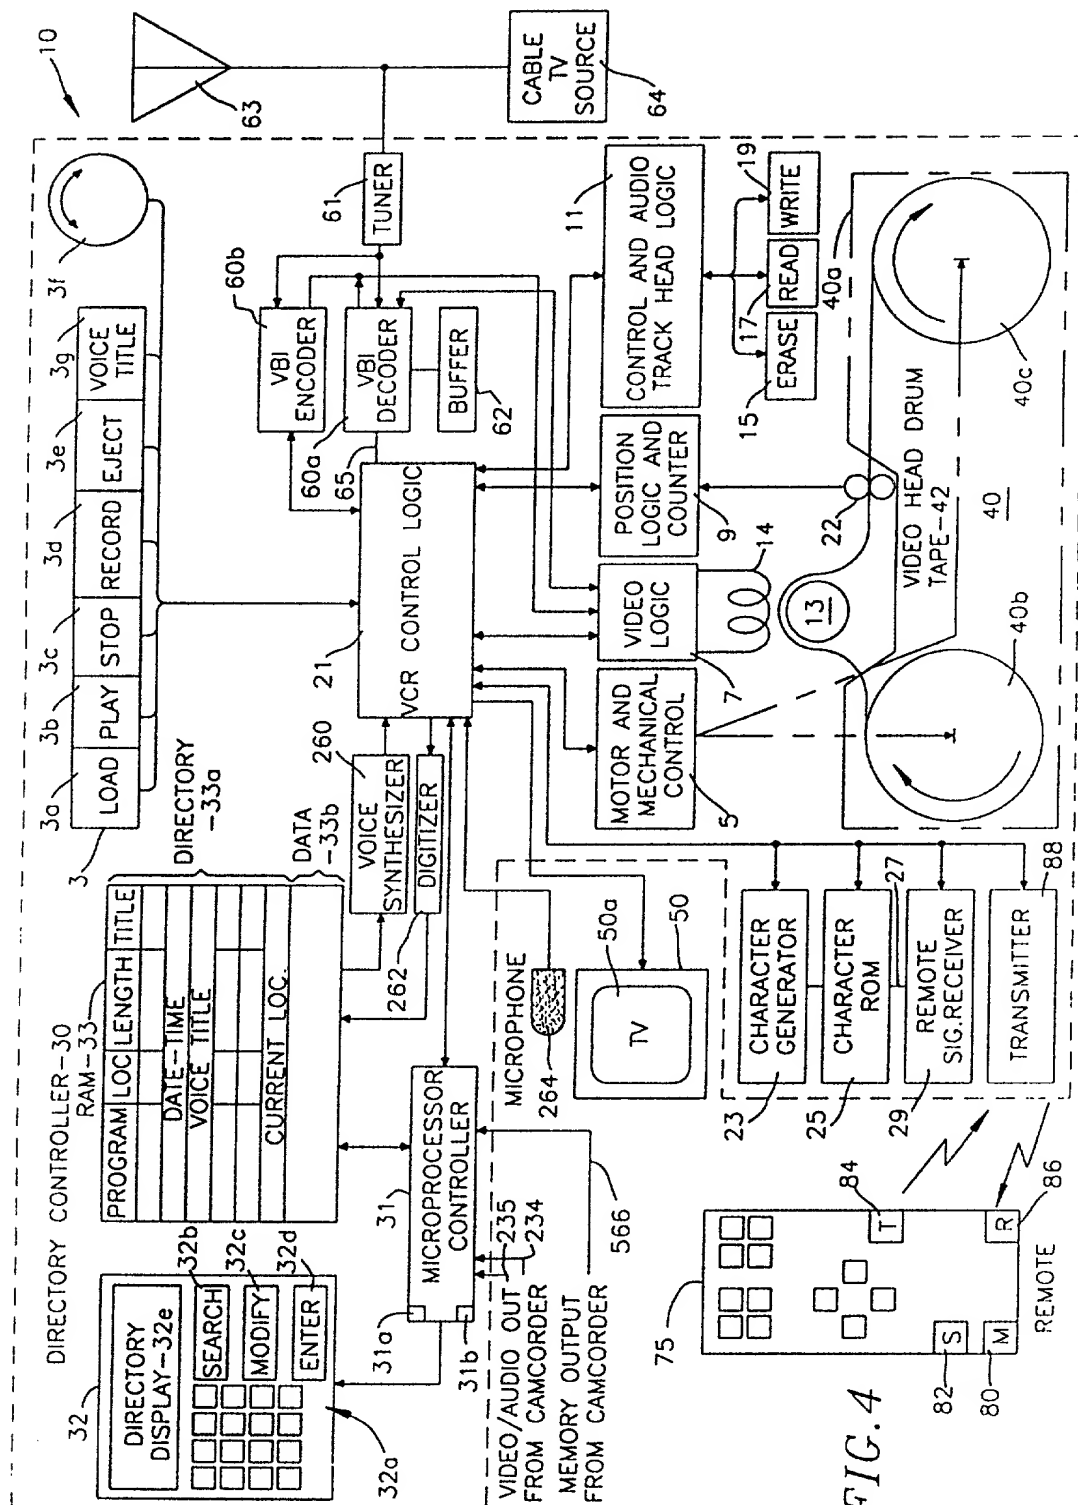 DIRECTORY CONTROLLER-30
RAM-33
32
DIRECTORY
DISPLAY-32e
32b
SEARCH
32c
MODIFY
32d
ENTER
32a
PROGRAM
LOC
LENGTH
TITLE
DATE-TIME
VOICE TITLE
CURRENT LOC.
DIRECTORY
-33a
DATA
-33b
3
3a
LOAD
3b
PLAY
3c
STOP
3d
RECORD
3e
EJECT
3g
VOICE
TITLE
3f
10
63
CABLE
TV
SOURCE
64
31
MICROPROCESSOR
CONTROLLER
31a
31b
VOICE
SYNTHESIZER
260
DIGITIZER
262
21
VCR CONTROL LOGIC
60b
VBI
ENCODER
60a
VBI
DECODER
65
BUFFER
62
61
TUNER
235
234
VIDEO/AUDIO OUT
FROM CAMCORDER
MEMORY OUTPUT
FROM CAMCORDER
566
MICROPHONE
264
50a
TV
50
MOTOR AND
MECHANICAL
CONTROL
5
VIDEO
LOGIC
7
14
POSITION
LOGIC AND
COUNTER
9
11
CONTROL AND AUDIO
TRACK HEAD LOGIC
15
ERASE
17
READ
19
WRITE
13
22
VIDEO HEAD DRUM
TAPE-42
40
40a
40b
40c
CHARACTER
GENERATOR
23
CHARACTER
ROM
25
27
REMOTE
SIG.RECEIVER
29
TRANSMITTER
88
75
84
T
86
R
S
82
M
80
REMOTE
FIG.4